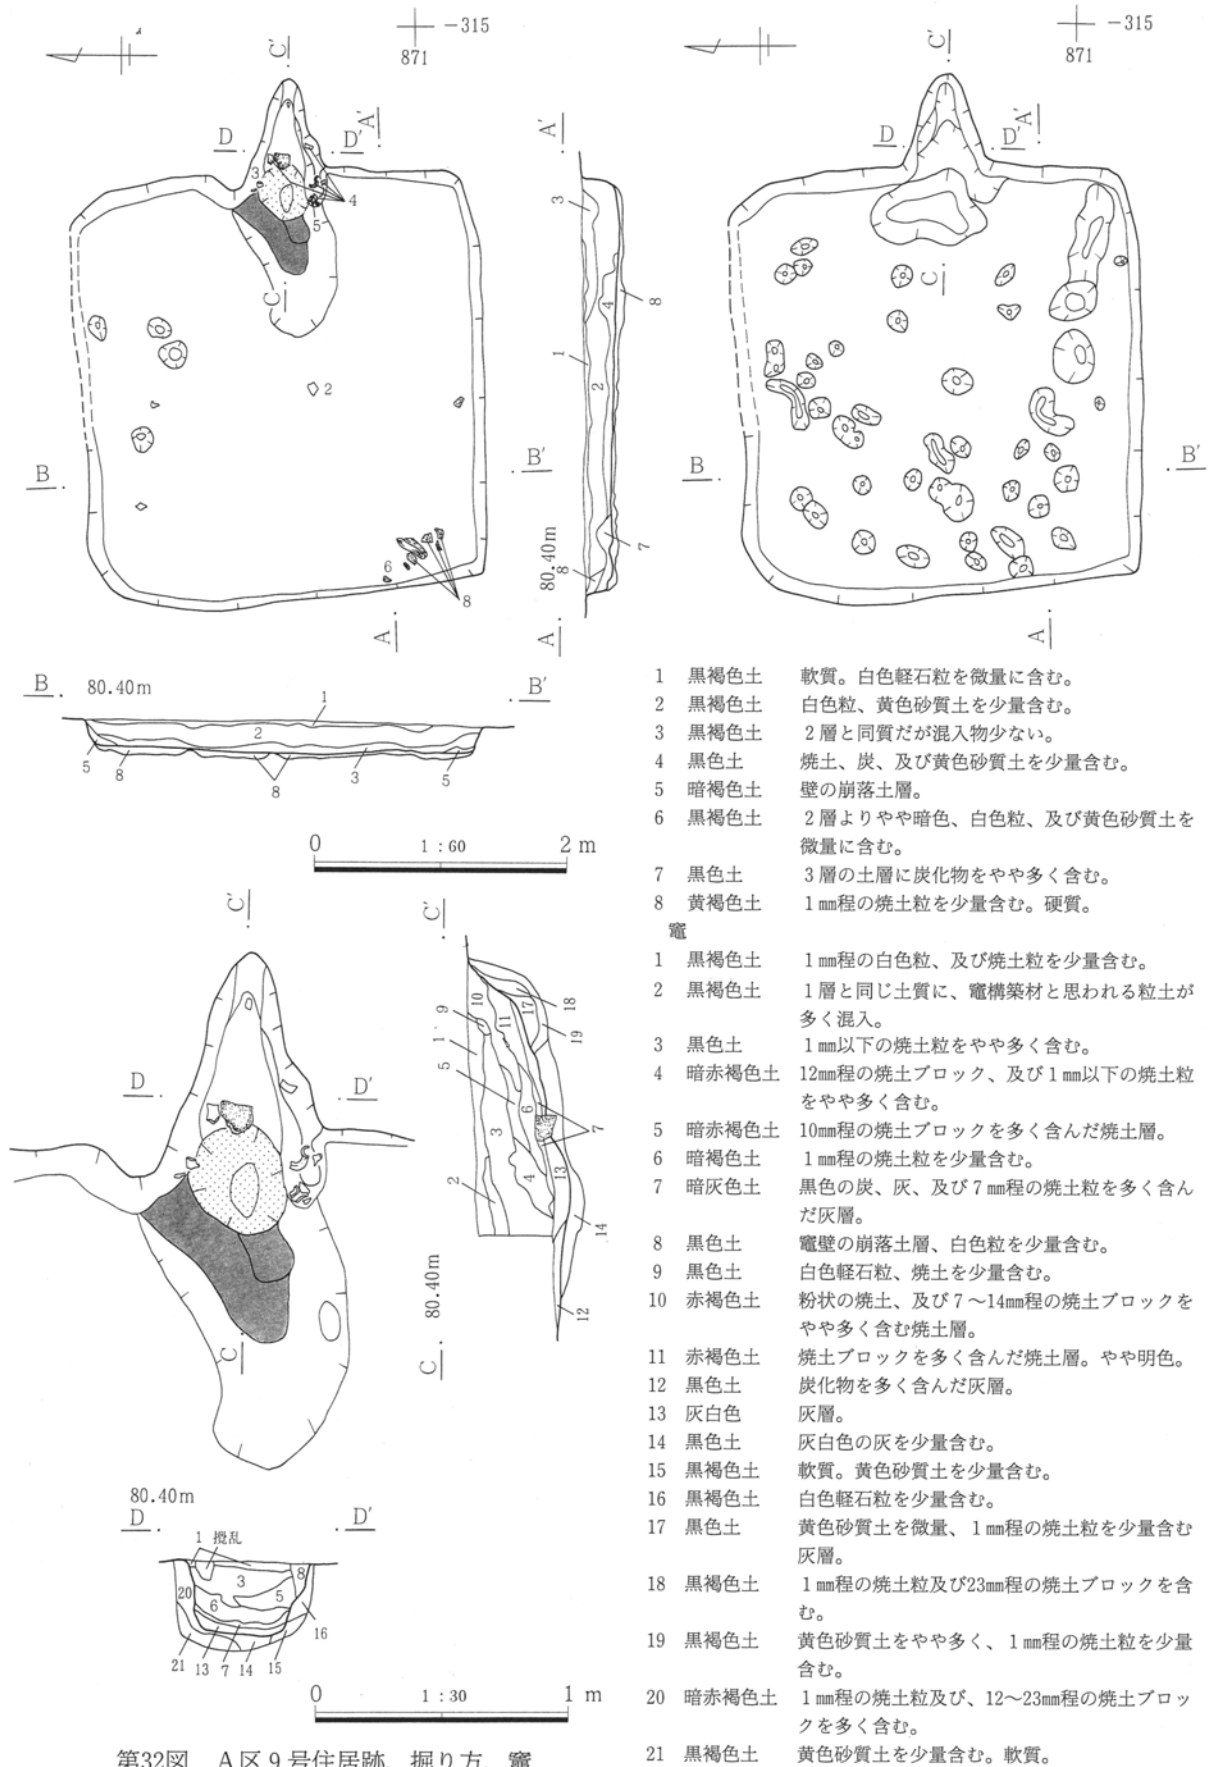 -315
871
C'
D
D'
A'
3
4
5
C
2
B
B'
6
8
A
A'
3
8
4
1
2
7
8
80.40m
A
-315
871
C'
D
D'
A'
C
B
B'
A
B 80.40m B'
1
2
5
8
8
3
5
0 1:60 2 m
C'
D
D'
C
C'
10
9
1
5
11
17
18
19
6
3
7
2
4
13
14
12
C 80.40m
80.40m
D D'
1 攪乱
3
8
20
5
6
16
21 13 7 14 15
0 1:30 1 m
第32図 A区9号住居跡、掘り方、竈
1 黒褐色土 軟質。白色軽石粒を微量に含む。
2 黒褐色土 白色粒、黄色砂質土を少量含む。
3 黒褐色土 2層と同質だが混入物少ない。
4 黒色土 焼土、炭、及び黄色砂質土を少量含む。
5 暗褐色土 壁の崩落土層。
6 黒褐色土 2層よりやや暗色、白色粒、及び黄色砂質土を
微量に含む。
7 黒色土 3層の土層に炭化物をやや多く含む。
8 黄褐色土 1㎜程の焼土粒を少量含む。硬質。
竈
1 黒褐色土 1㎜程の白色粒、及び焼土粒を少量含む。
2 黒褐色土 1層と同じ土質に、竈構築材と思われる粒土が
多く混入。
3 黒色土 1㎜以下の焼土粒をやや多く含む。
4 暗赤褐色土 12㎜程の焼土ブロック、及び1㎜以下の焼土粒
をやや多く含む。
5 暗赤褐色土 10㎜程の焼土ブロックを多く含んだ焼土層。
6 暗褐色土 1㎜程の焼土粒を少量含む。
7 暗灰色土 黒色の炭、灰、及び7㎜程の焼土粒を多く含ん
だ灰層。
8 黒色土 竈壁の崩落土層、白色粒を少量含む。
9 黒色土 白色軽石粒、焼土を少量含む。
10 赤褐色土 粉状の焼土、及び7～14㎜程の焼土ブロックを
やや多く含む焼土層。
11 赤褐色土 焼土ブロックを多く含んだ焼土層。やや明色。
12 黒色土 炭化物を多く含んだ灰層。
13 灰白色 灰層。
14 黒色土 灰白色の灰を少量含む。
15 黒褐色土 軟質。黄色砂質土を少量含む。
16 黒褐色土 白色軽石粒を少量含む。
17 黒色土 黄色砂質土を微量、1㎜程の焼土粒を少量含む
灰層。
18 黒褐色土 1㎜程の焼土粒及び23㎜程の焼土ブロックを含
む。
19 黒褐色土 黄色砂質土をやや多く、1㎜程の焼土粒を少量
含む。
20 暗赤褐色土 1㎜程の焼土粒及び、12～23㎜程の焼土ブロッ
クを多く含む。
21 黒褐色土 黄色砂質土を少量含む。軟質。